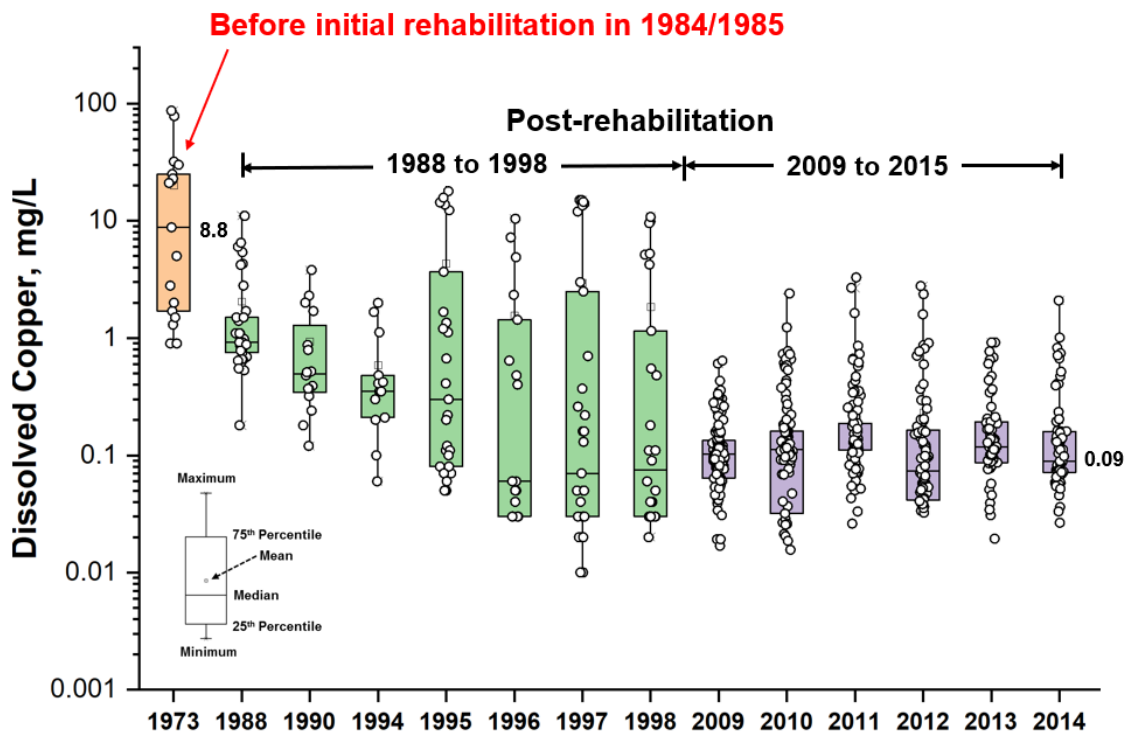 Before initial rehabilitation in 1984/1985
Post-rehabilitation
1988 to 1998
2009 to 2015
Dissolved Copper, mg/L
100
10
1
0.1
0.01
0.001
8.8
0.09
Maximum
75th Percentile
Mean
Median
25th Percentile
Minimum
1973 1988 1990 1994 1995 1996 1997 1998 2009 2010 2011 2012 2013 2014